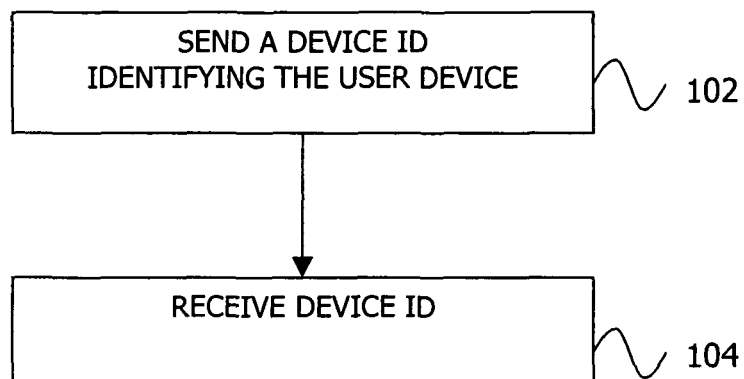 SEND A DEVICE ID
IDENTIFYING THE USER DEVICE
102
RECEIVE DEVICE ID
104